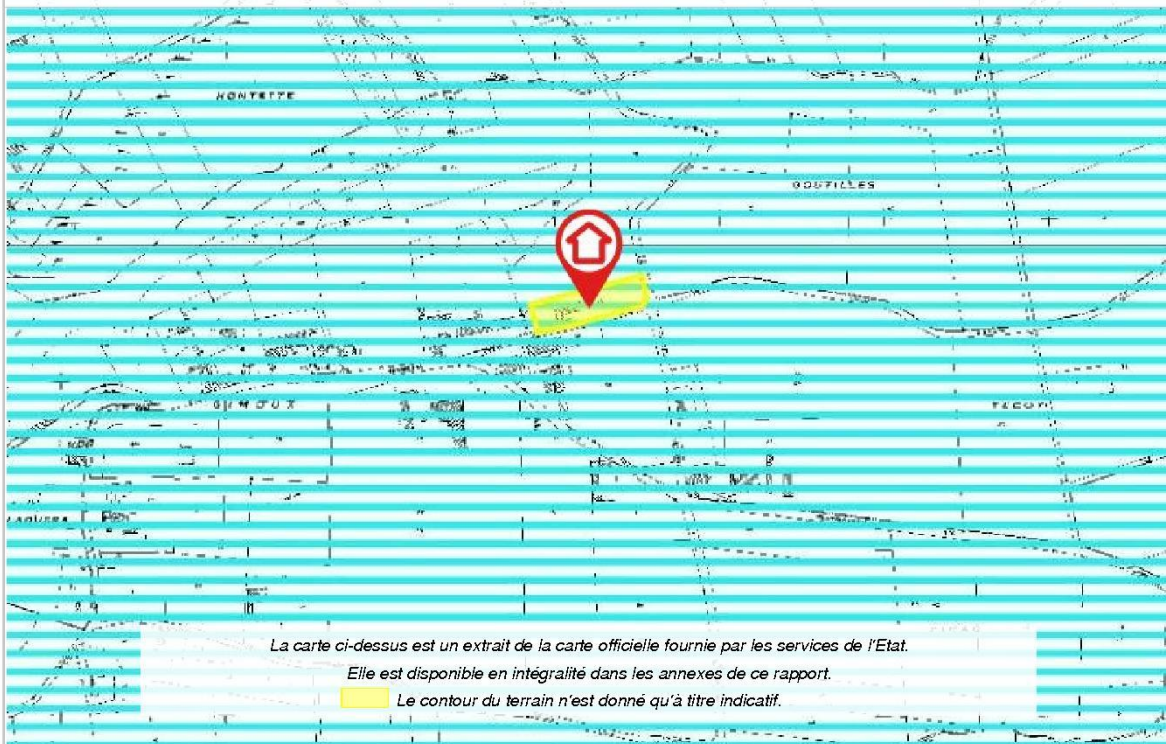 MONTETTE
GOUTILLES
La carte ci-dessus est un extrait de la carte officielle fournie par les services de l'Etat.
Elle est disponible en intégralité dans les annexes de ce rapport.
Le contour du terrain n'est donné qu'à titre indicatif.